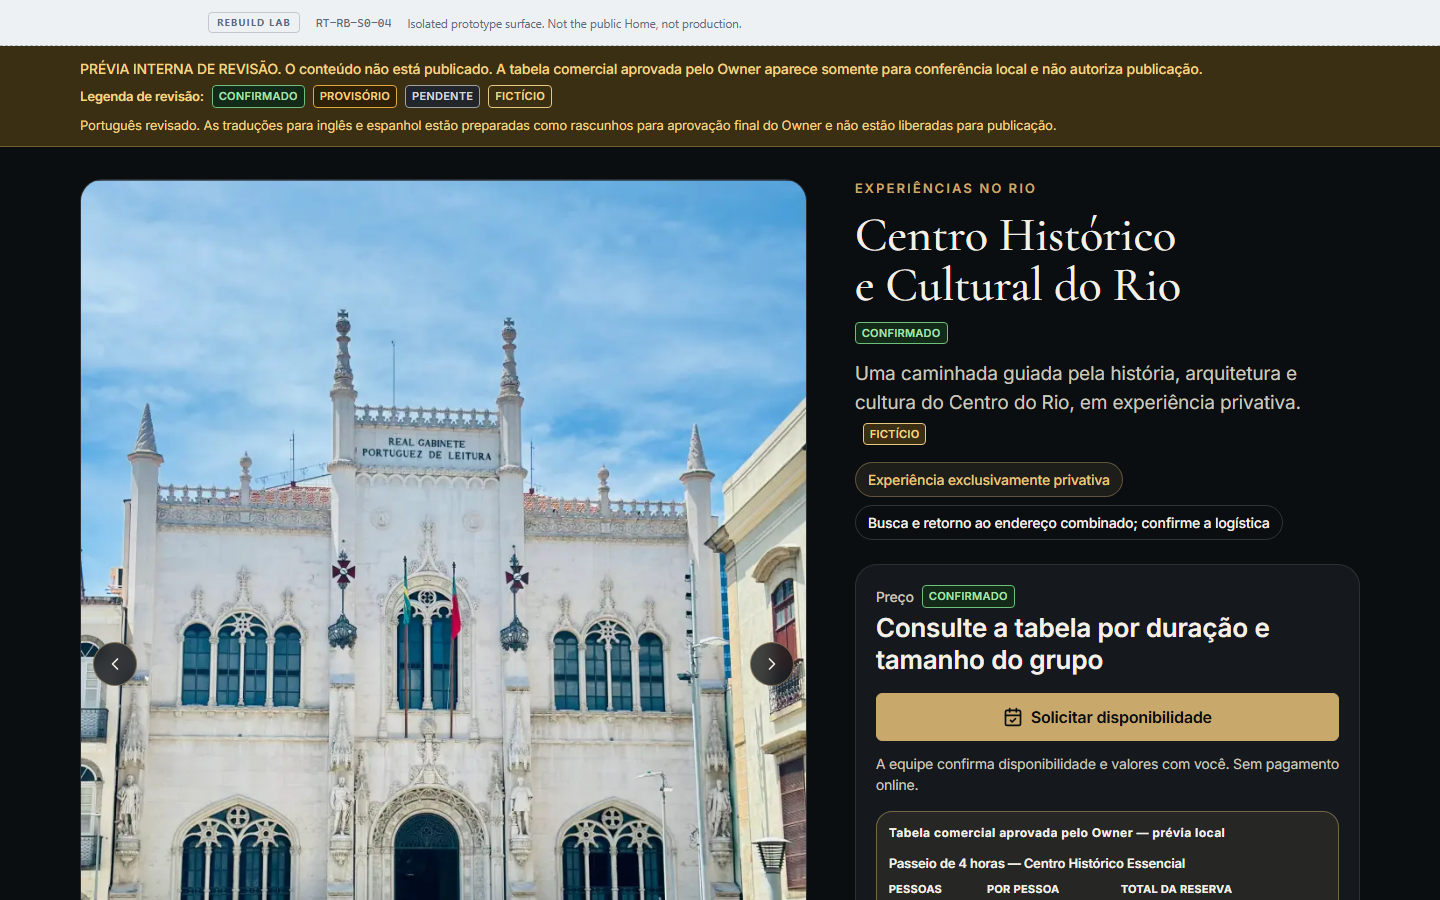 REBUILD LAB RT-RB-S0-04 Isolated prototype surface. Not the public Home, not production.
PRÉVIA INTERNA DE REVISÃO. O conteúdo não está publicado. A tabela comercial aprovada pelo Owner aparece somente para conferência local e não autoriza publicação.
Legenda de revisão: CONFIRMADO PROVISÓRIO PENDENTE FICTÍCIO
Português revisado. As traduções para inglês e espanhol estão preparadas como rascunhos para aprovação final do Owner e não estão liberadas para publicação.
REAL GABINETE
PORTUGUEZ DE LEITURA
EXPERIÊNCIAS NO RIO
Centro Histórico
e Cultural do Rio
CONFIRMADO
Uma caminhada guiada pela história, arquitetura e
cultura do Centro do Rio, em experiência privativa.
FICTÍCIO
Experiência exclusivamente privativa
Busca e retorno ao endereço combinado; confirme a logística
Preço CONFIRMADO
Consulte a tabela por duração e
tamanho do grupo
Solicitar disponibilidade
A equipe confirma disponibilidade e valores com você. Sem pagamento
online.
Tabela comercial aprovada pelo Owner — prévia local
Passeio de 4 horas — Centro Histórico Essencial
PESSOAS POR PESSOA TOTAL DA RESERVA